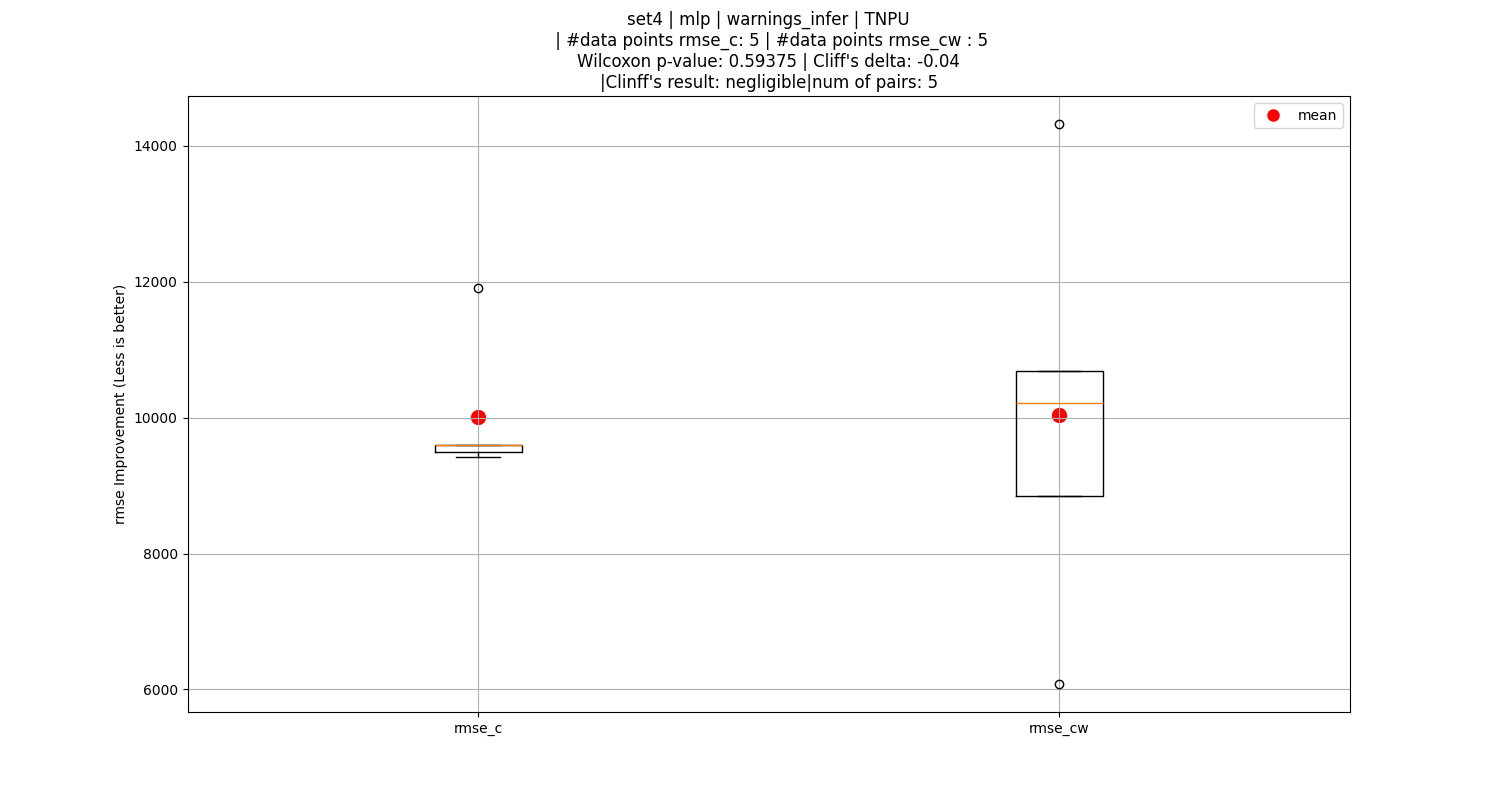 set4 | mlp | warnings_infer | TNPU
| #data points rmse_c: 5 | #data points rmse_cw : 5
Wilcoxon p-value: 0.59375 | Cliff's delta: -0.04
|Clinff's result: negligible|num of pairs: 5
mean
14000
12000
10000
8000
6000
rmse Improvement (Less is better)
rmse_c
rmse_cw